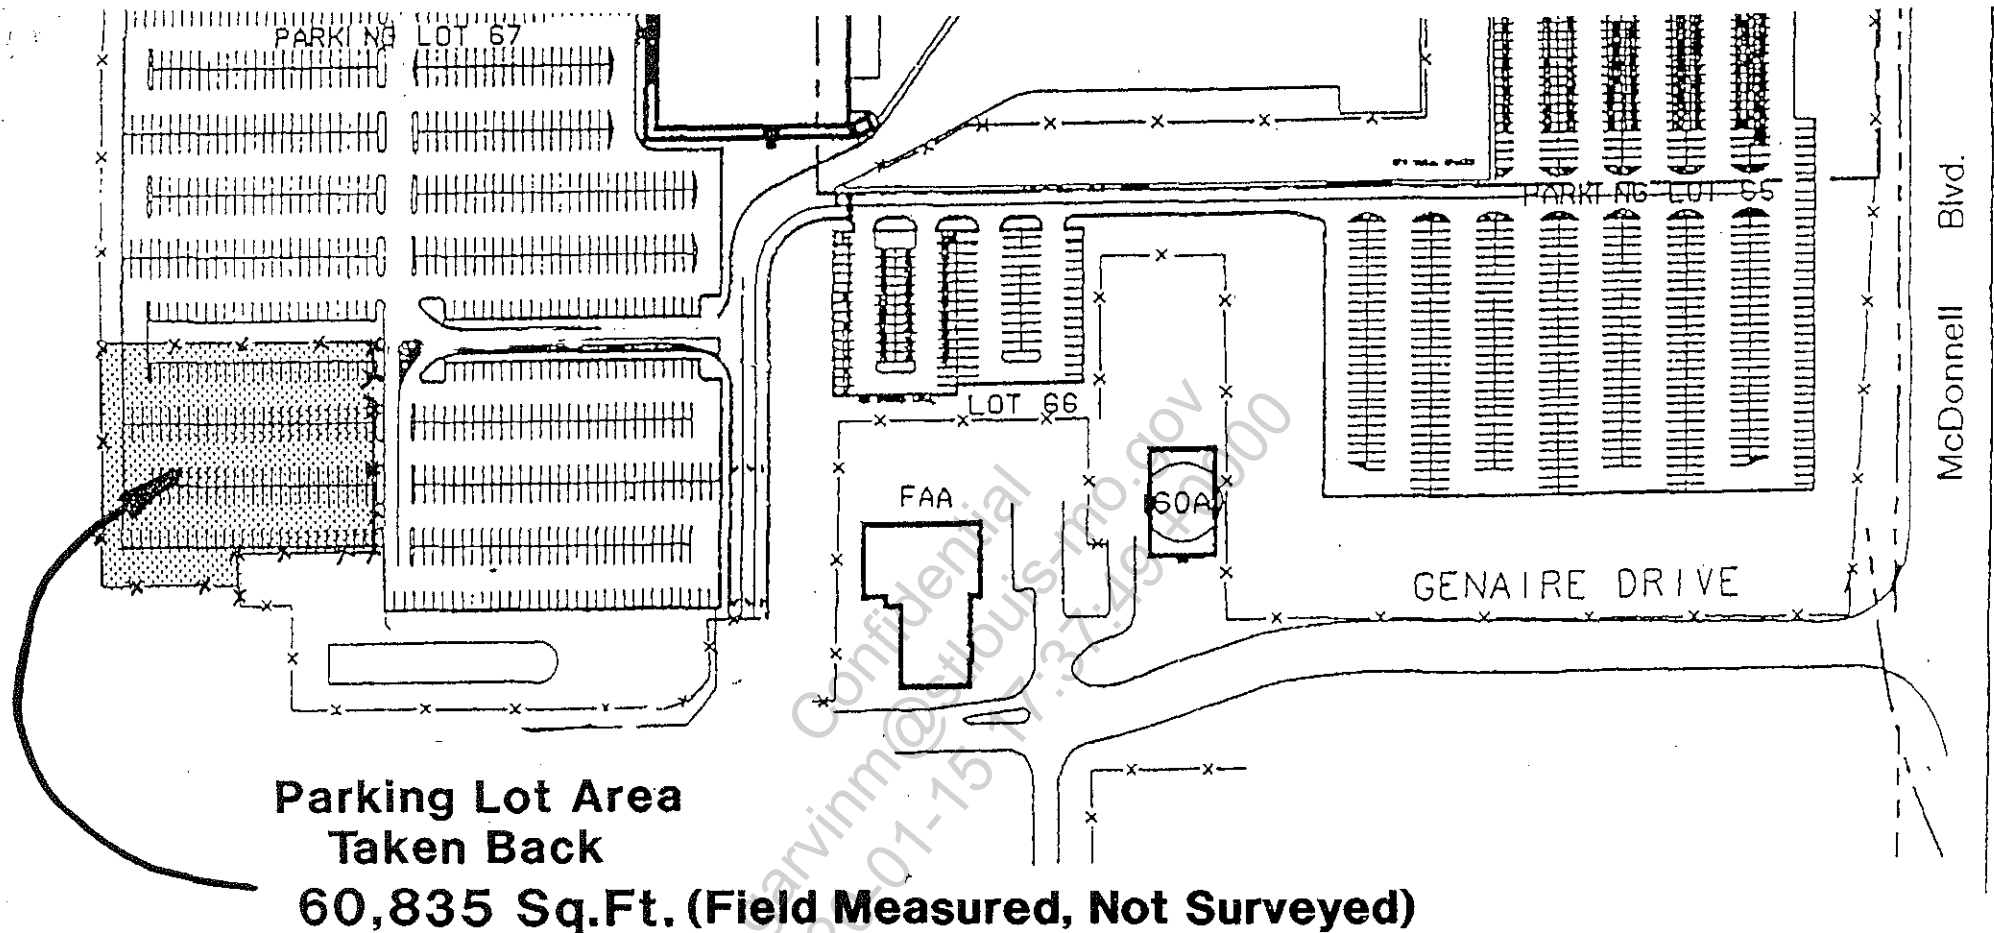 PARKING LOT 67
PARKING LOT 65
McDonnell Blvd.
LOT 66
FAA
60A
GENAIRE DRIVE
Confidential
Parking Lot Area
Taken Back
60,835 Sq.Ft. (Field Measured, Not Surveyed)